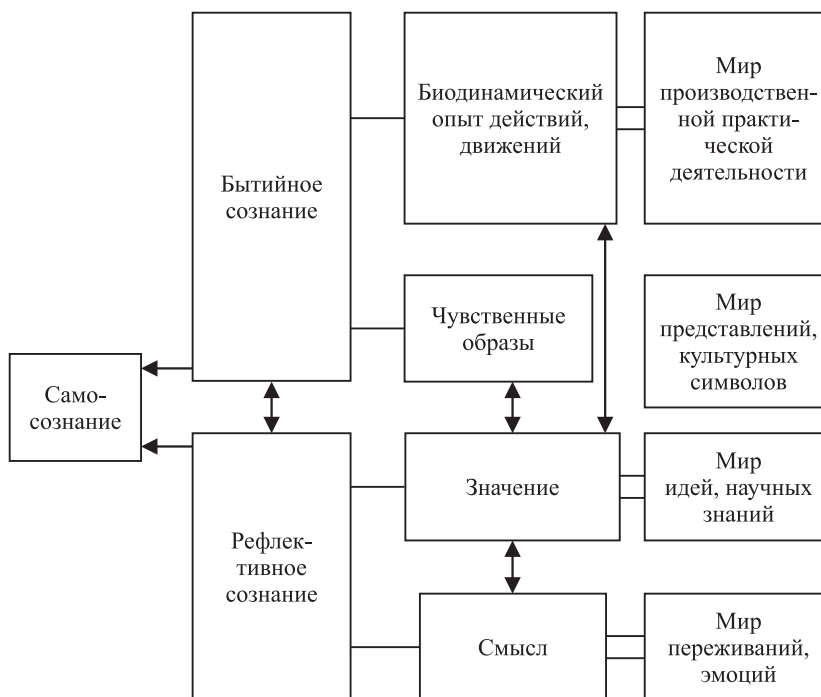 Бытийное
сознание
Биодинамический
опыт действий,
движений
Мир
производствен-
ной практи-
ческой
деятельности
Чувственные
образы
Мир
представлений,
культурных
символов
Само-
сознание
Рефлек-
тивное
сознание
Значение
Мир
идей, научных
знаний
Смысл
Мир
переживаний,
эмоций